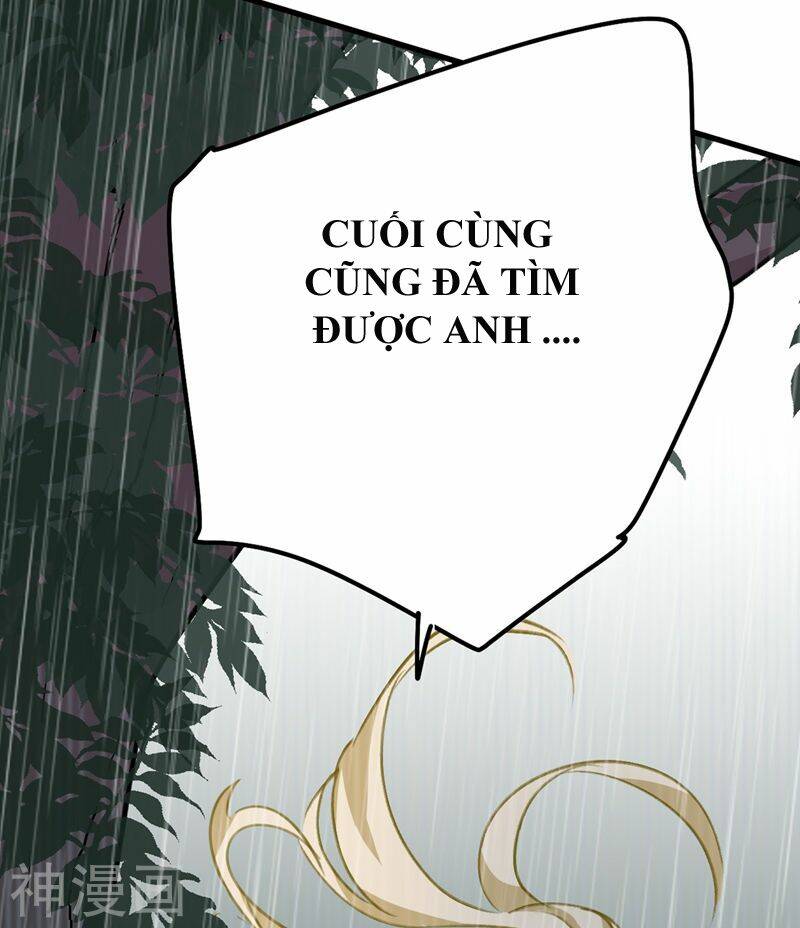 CUỐI CÙNG
CŨNG ĐÃ TÌM
ĐƯỢC ANH ....
神漫画